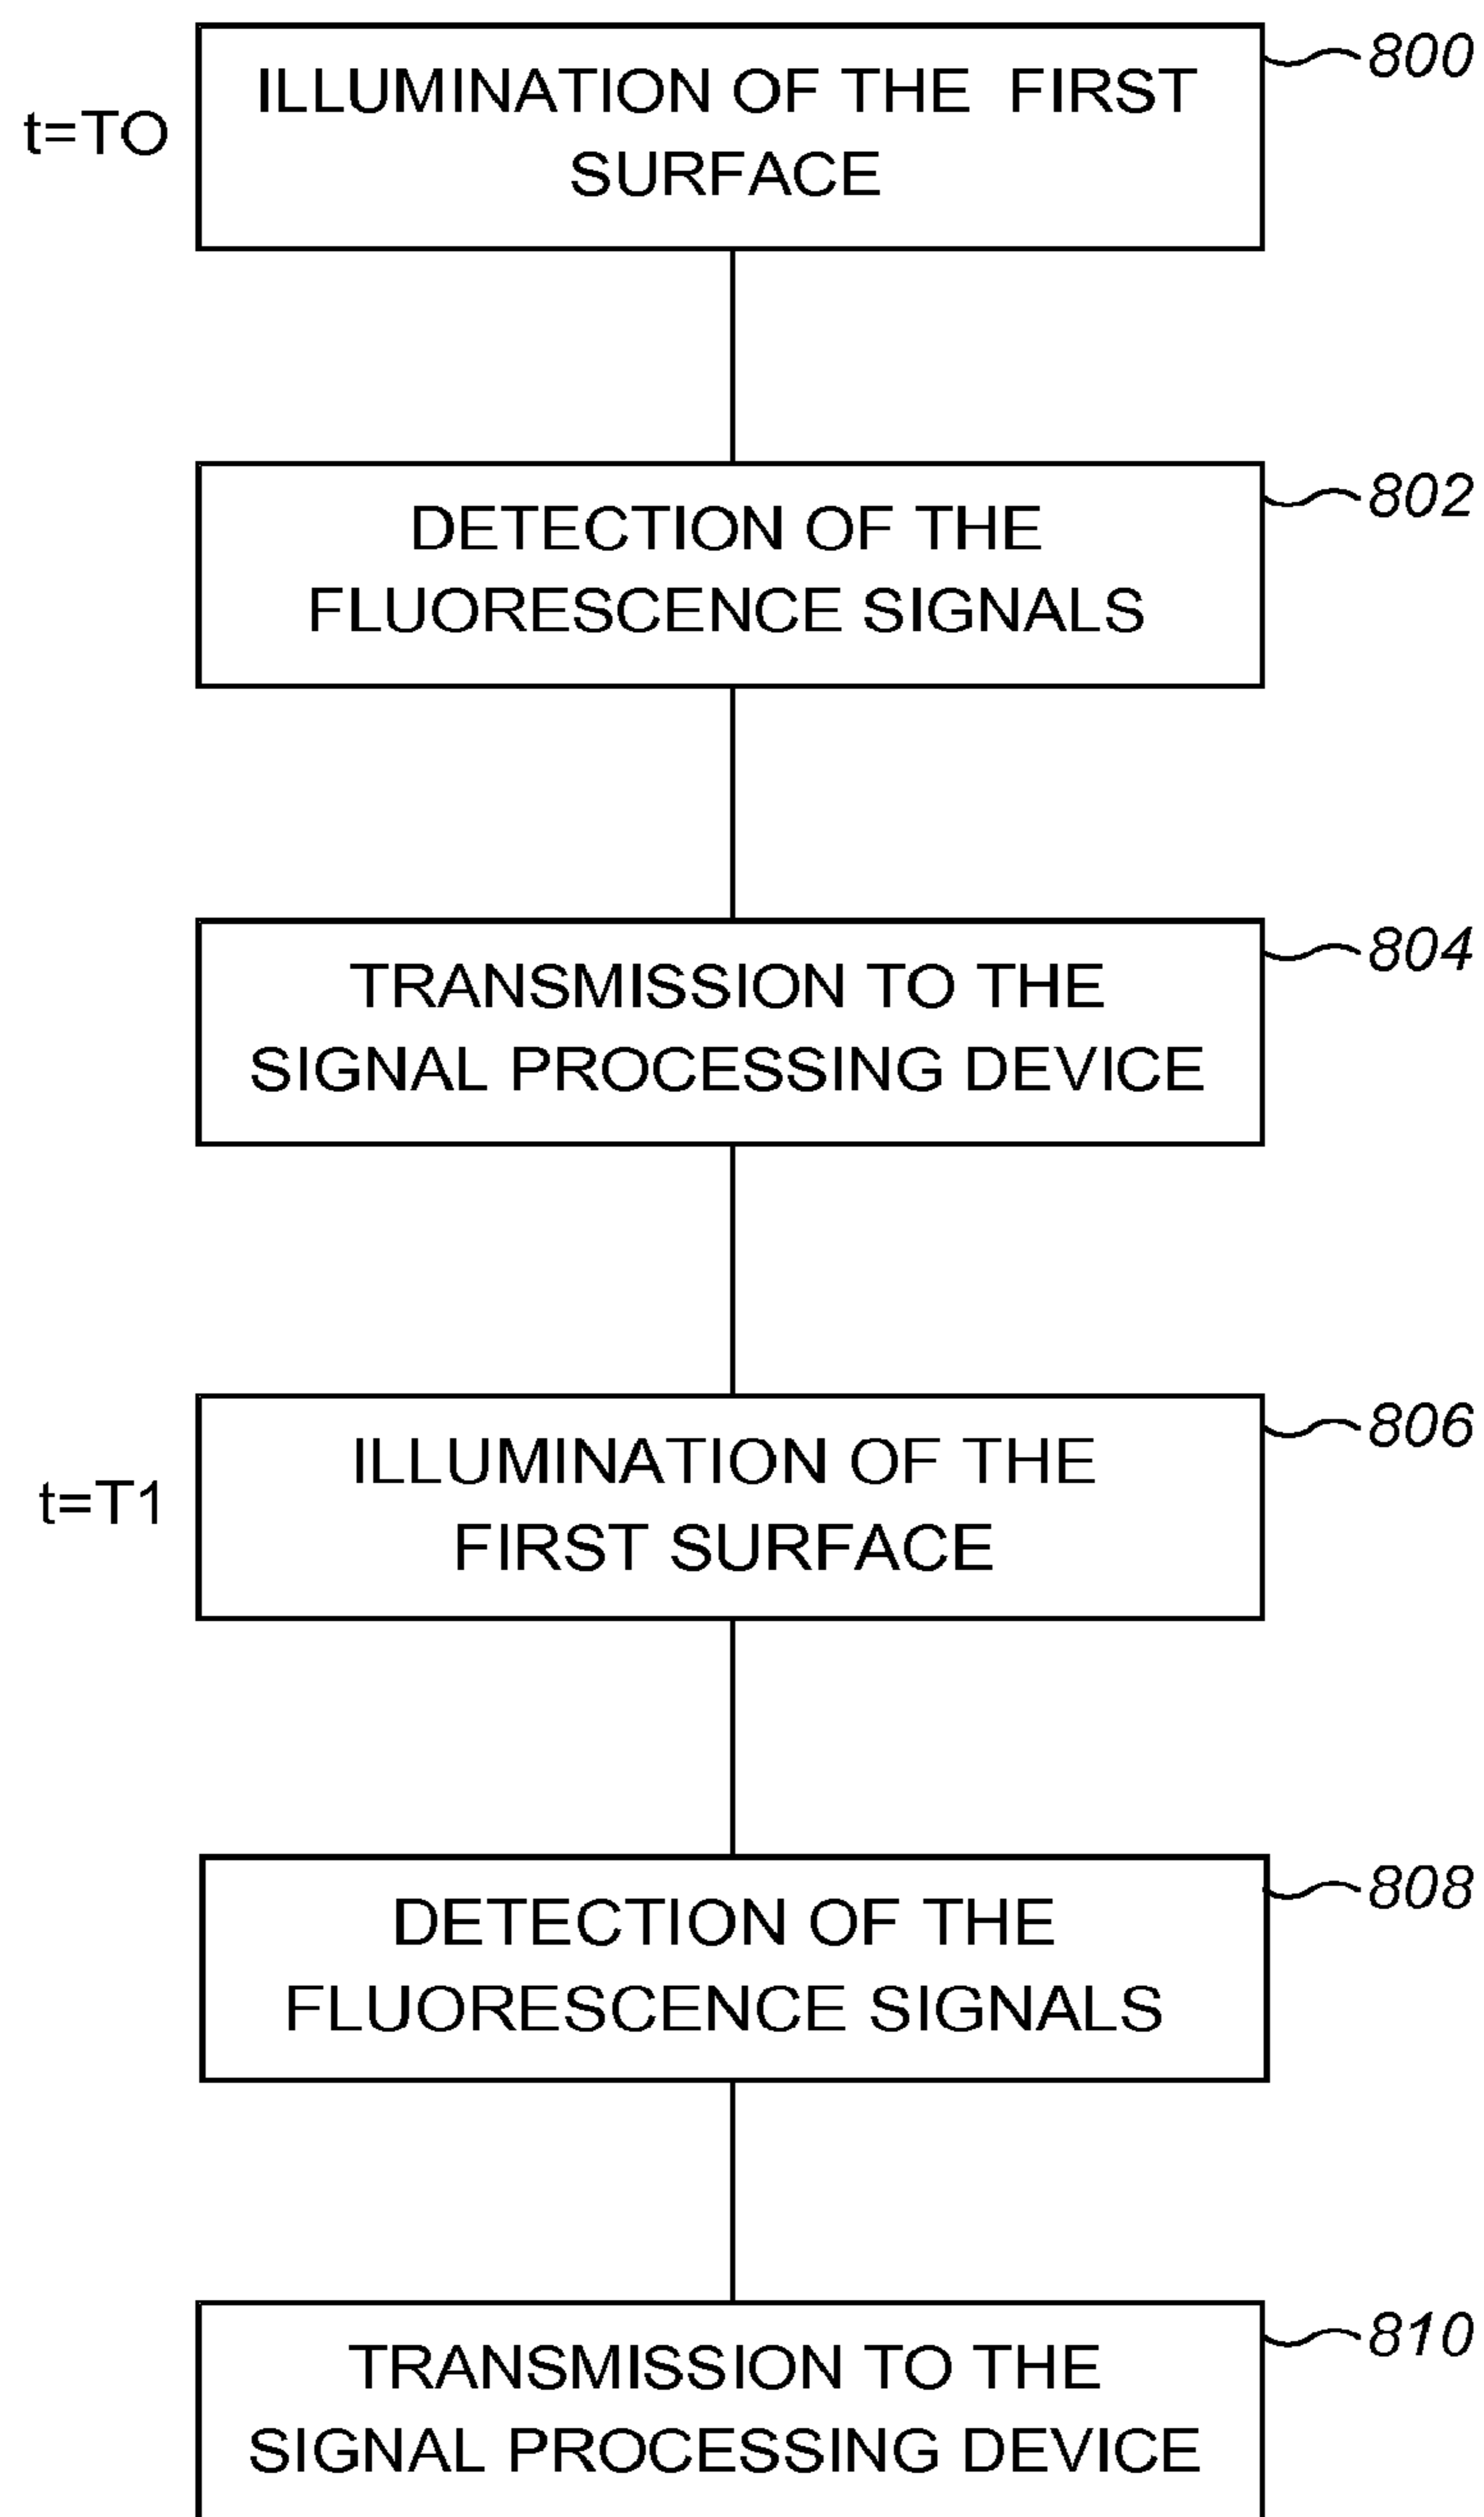 ILLUMINATION OF THE FIRST
SURFACE
800
t=TO
DETECTION OF THE
FLUORESCENCE SIGNALS
802
TRANSMISSION TO THE
SIGNAL PROCESSING DEVICE
804
ILLUMINATION OF THE
FIRST SURFACE
806
t=T1
DETECTION OF THE
FLUORESCENCE SIGNALS
808
TRANSMISSION TO THE
SIGNAL PROCESSING DEVICE
810